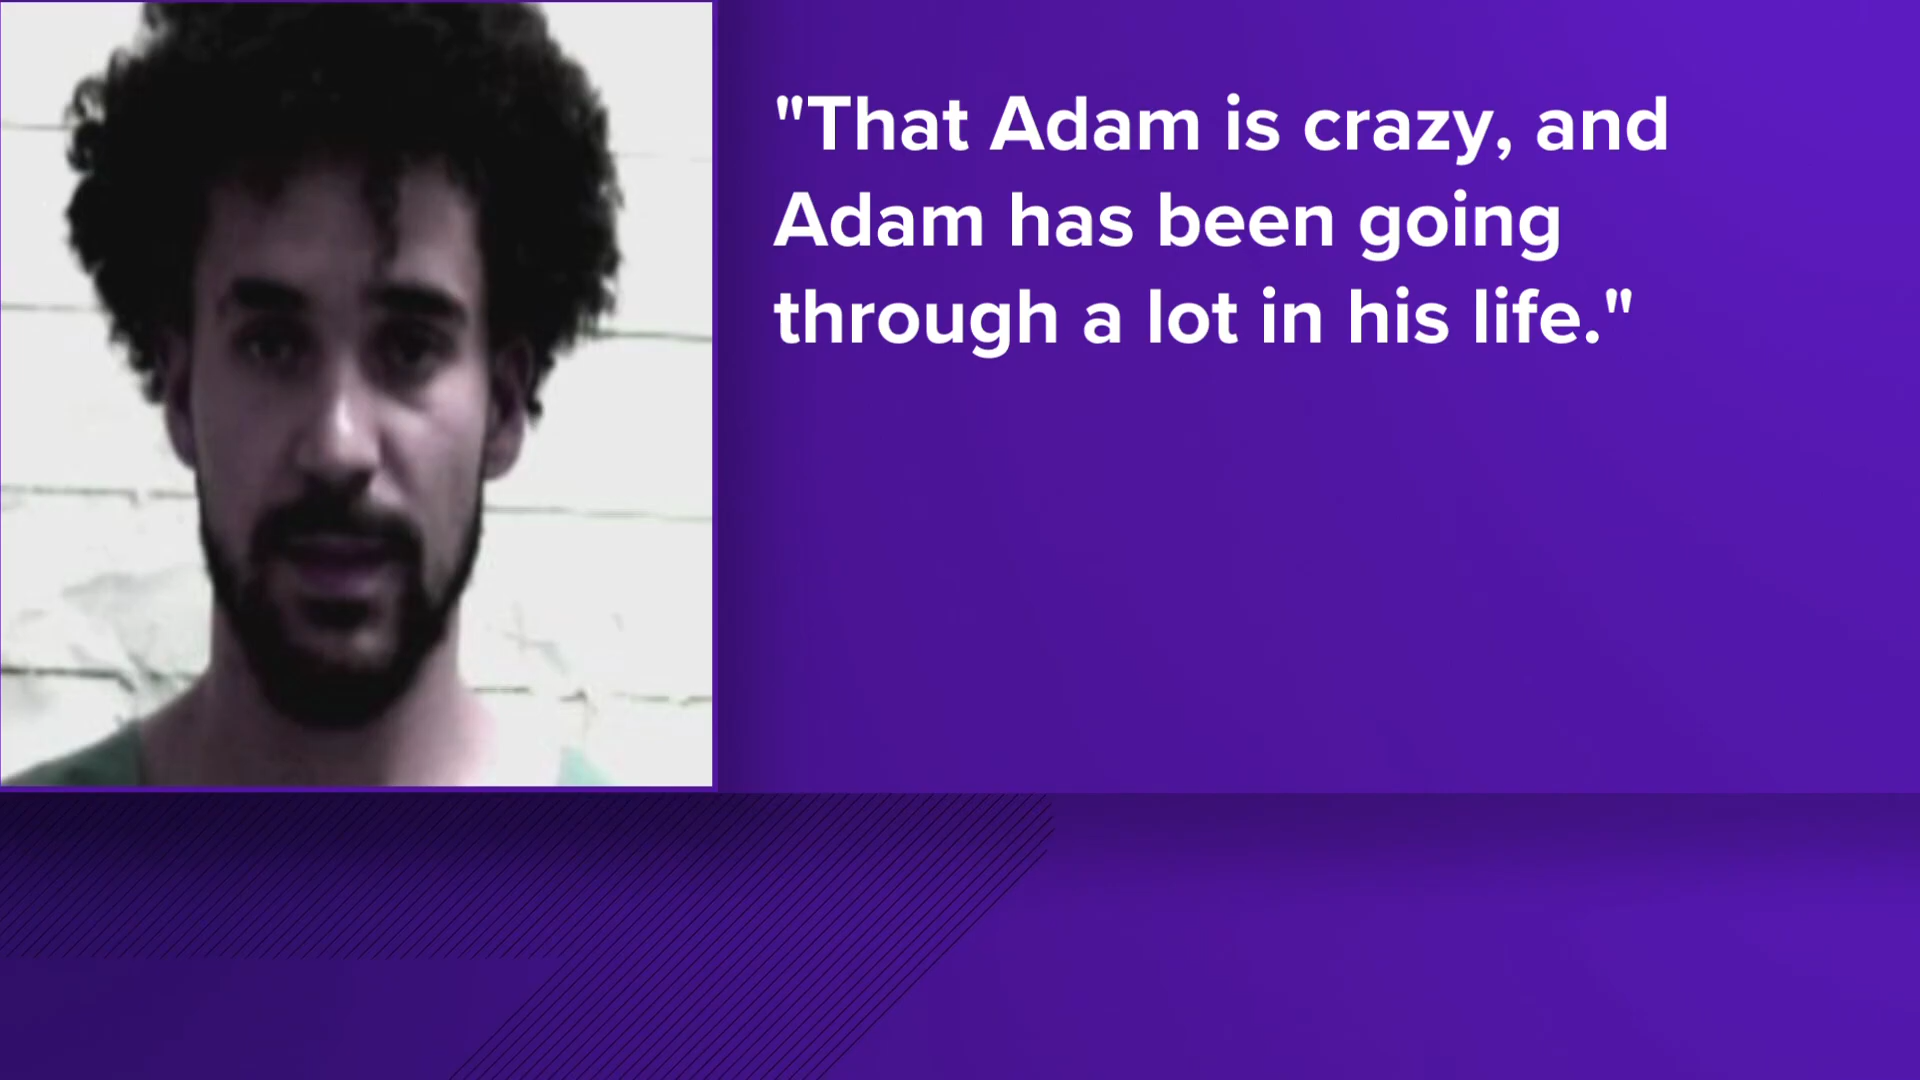 "That Adam is crazy, and
Adam has been going
through a lot in his life."